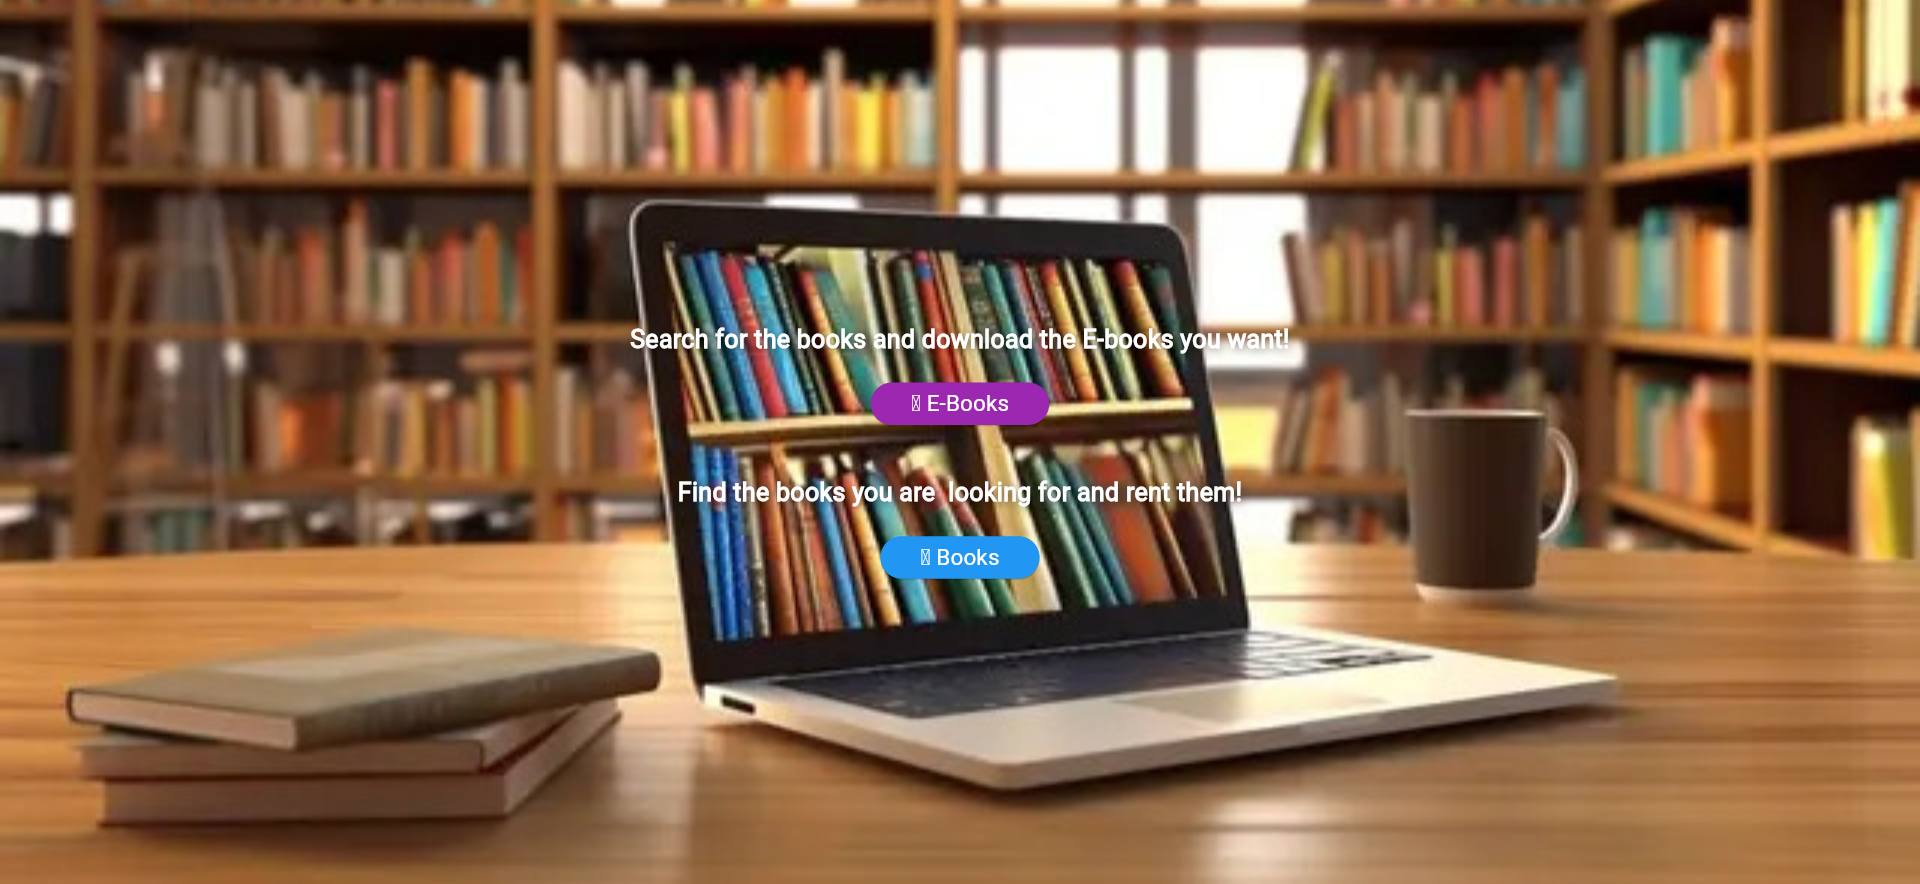 Search for the books and download the E-books you want!
E-Books
Find the books you are  looking for and rent them!
Books